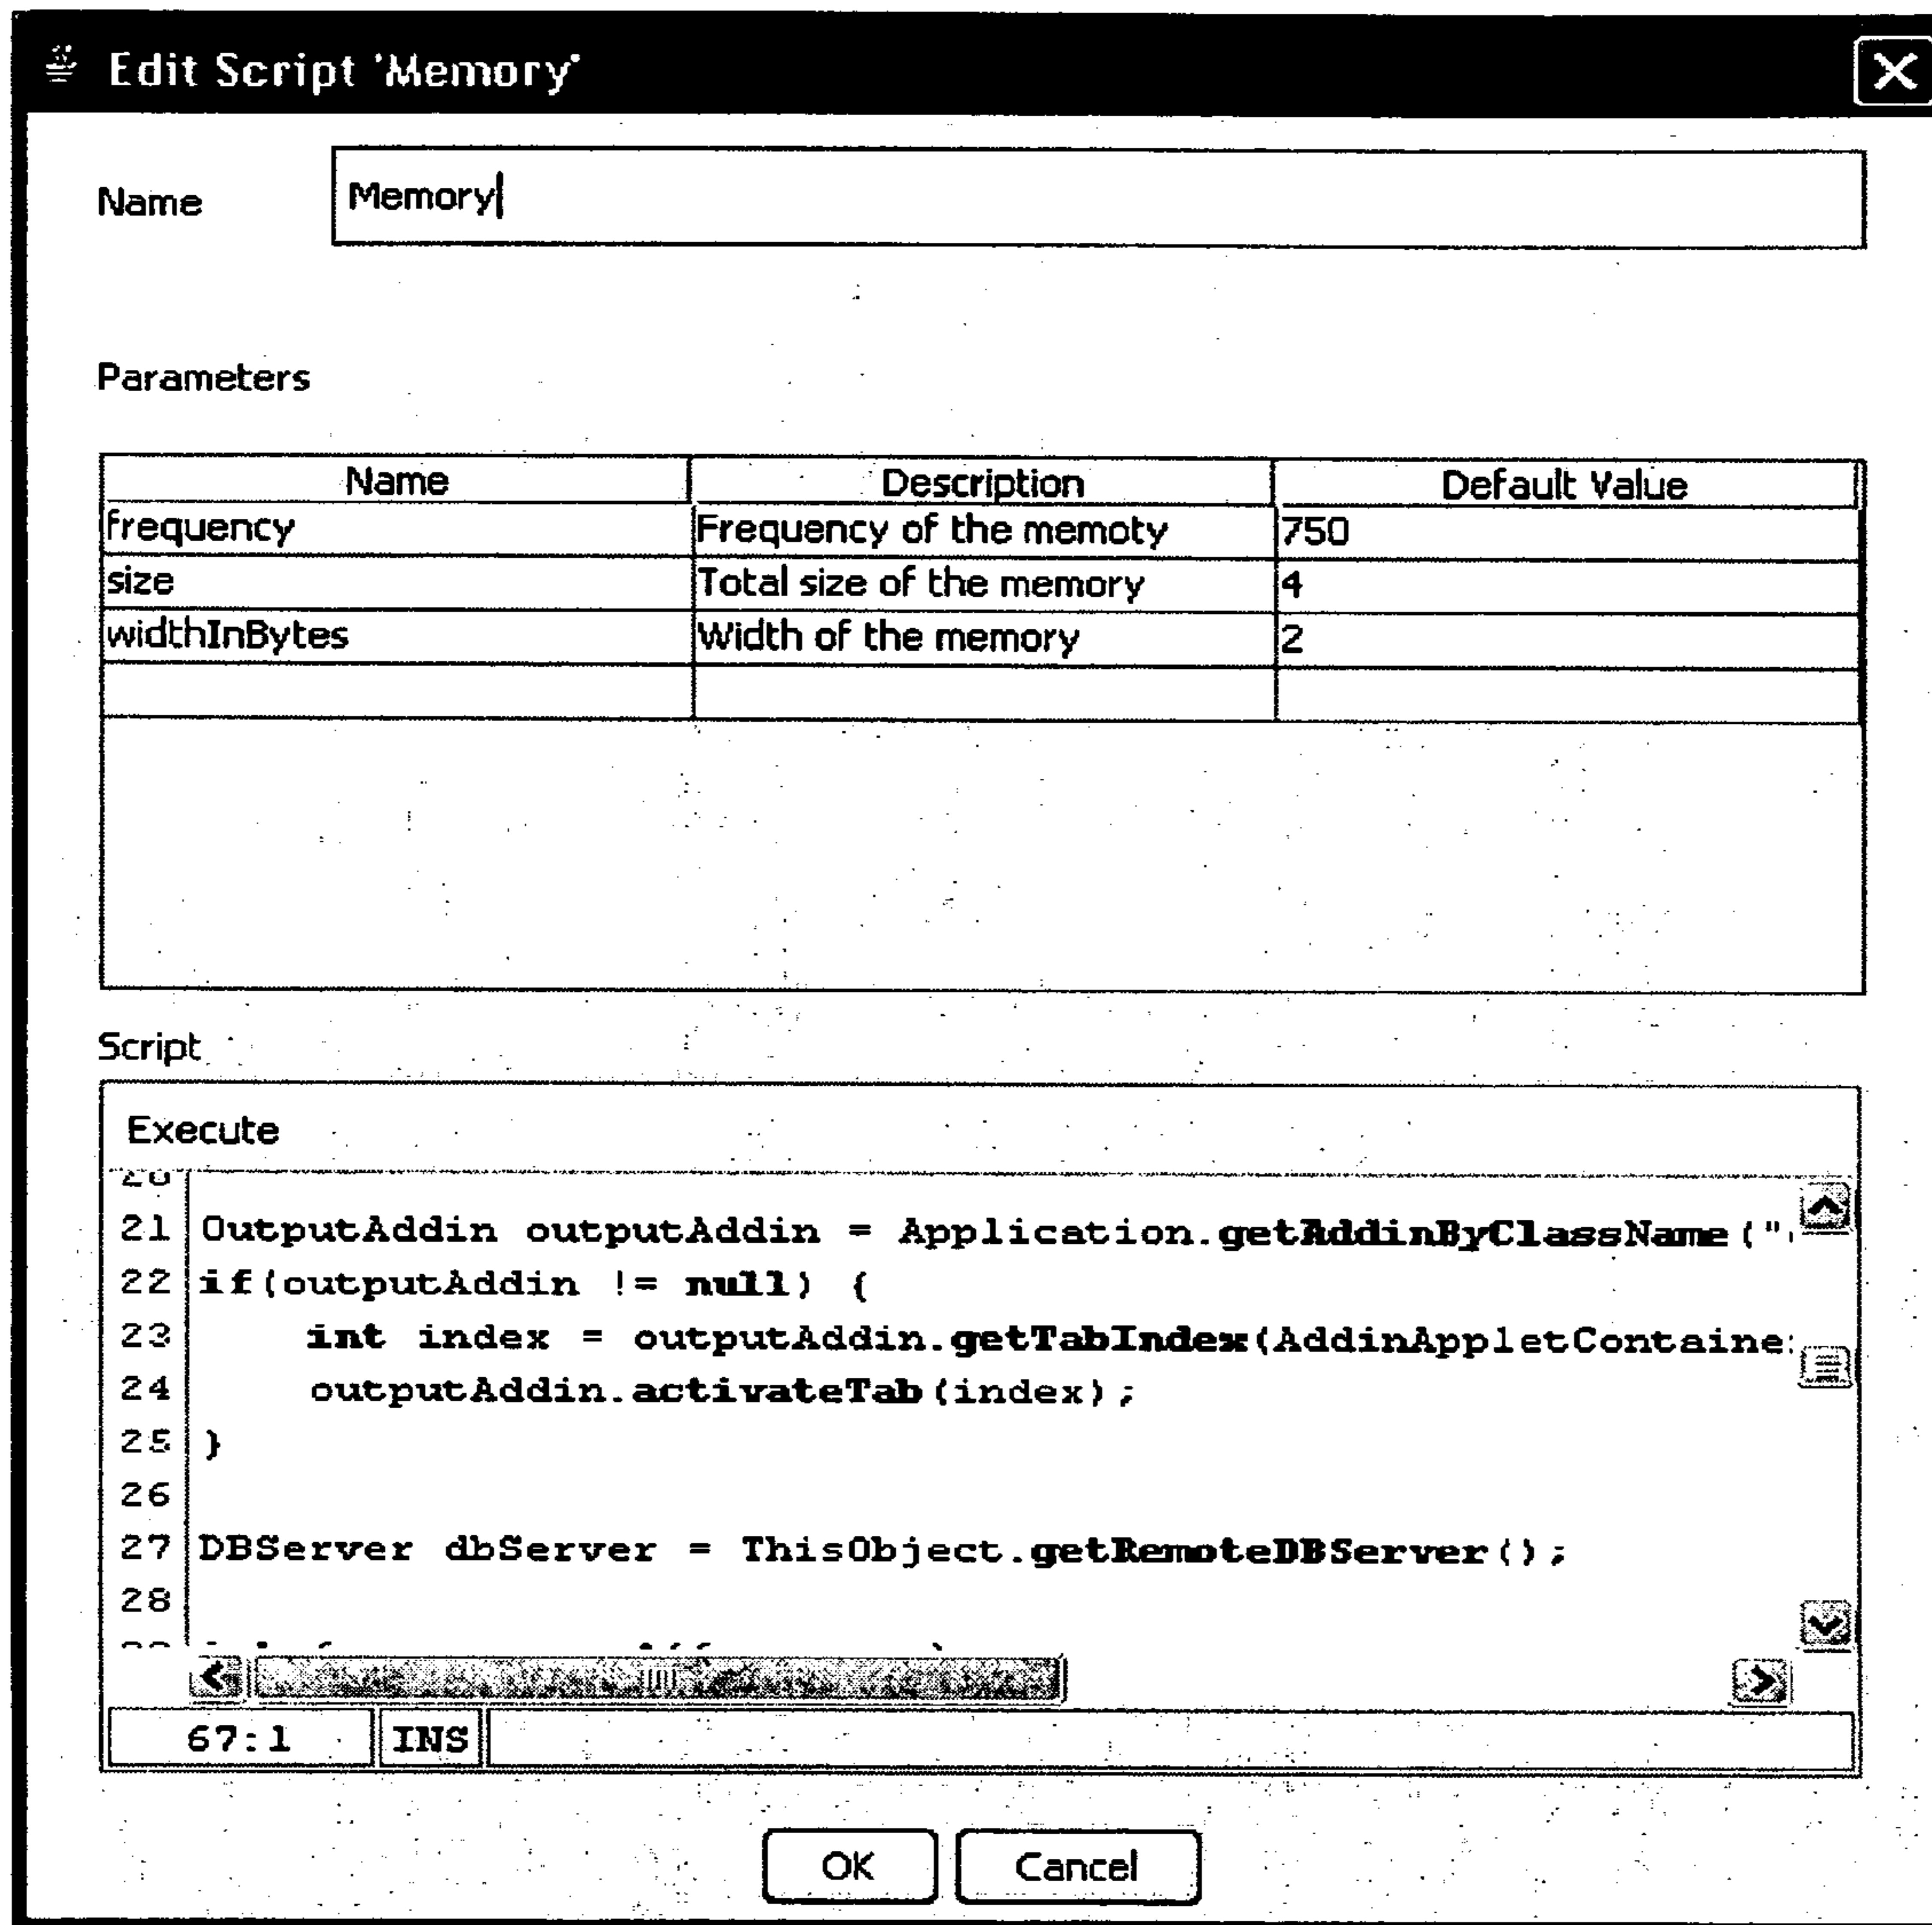 Edit Script 'Memory'
Name Memory
Parameters
Name Description Default Value
frequency Frequency of the memoty 750
size Total size of the memory 4
widthInBytes Width of the memory 2
Script
Execute
21 OutputAddin outputAddin = Application.getAddinByClassName("
22 if(outputAddin != null) {
23 int index = outputAddin.getTabIndex(AddinAppletContaine
24 outputAddin.activateTab(index);
25 }
26
27 DBServer dbServer = ThisObject.getRemoteDBServer();
28
67:1 INS
OK Cancel